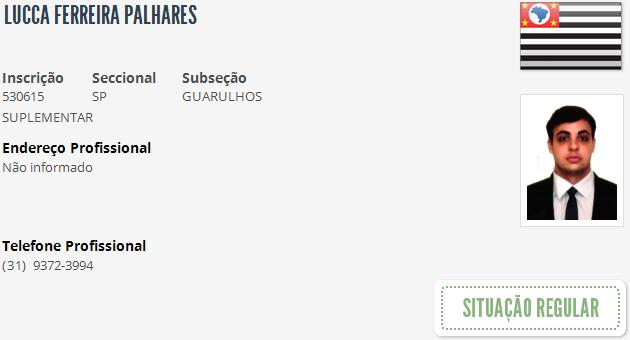 LUCCA FERREIRA PALHARES
Inscrição Seccional Subseção
530615 SP GUARULHOS
SUPLEMENTAR
Endereço Profissional
Não informado
Telefone Profissional
(31) 9372-3994
SITUAÇÃO REGULAR